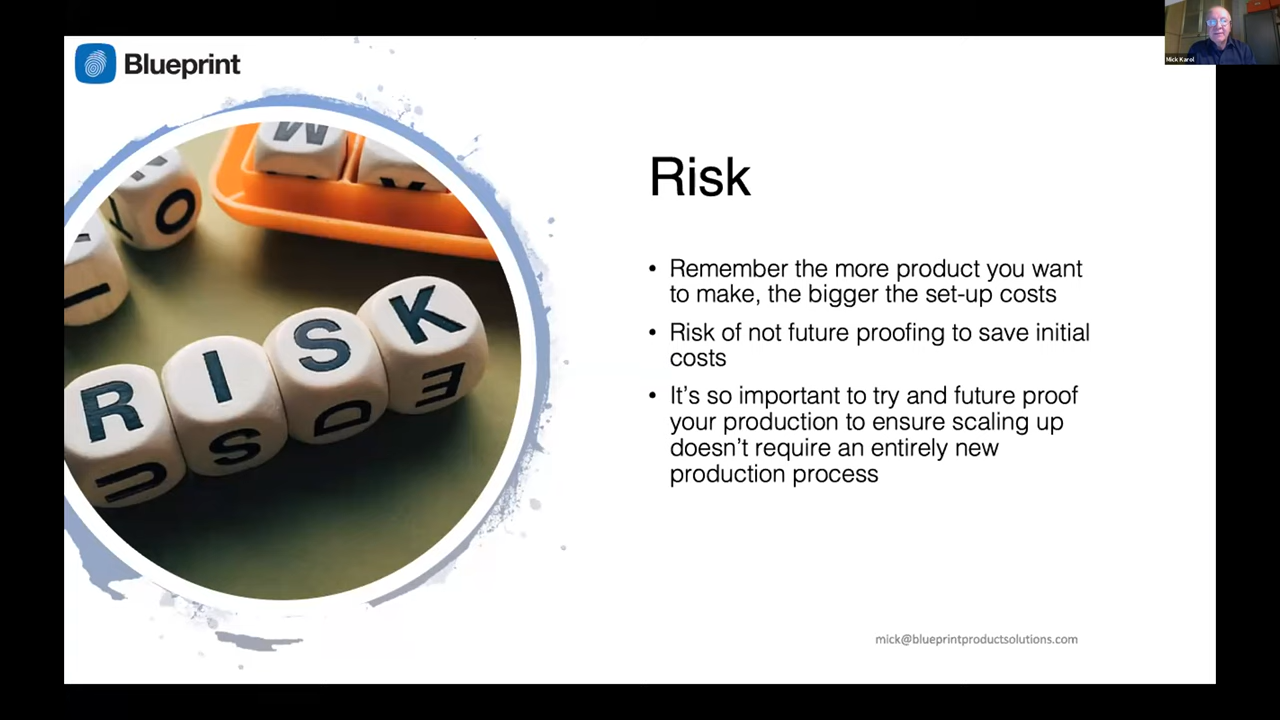 Blueprint
Mick Karol
Risk
• Remember the more product you want
to make, the bigger the set-up costs
• Risk of not future proofing to save initial
costs
• It's so important to try and future proof
your production to ensure scaling up
doesn't require an entirely new
production process
M
O
R I S K
U S D E
mick@blueprintproductsolutions.com